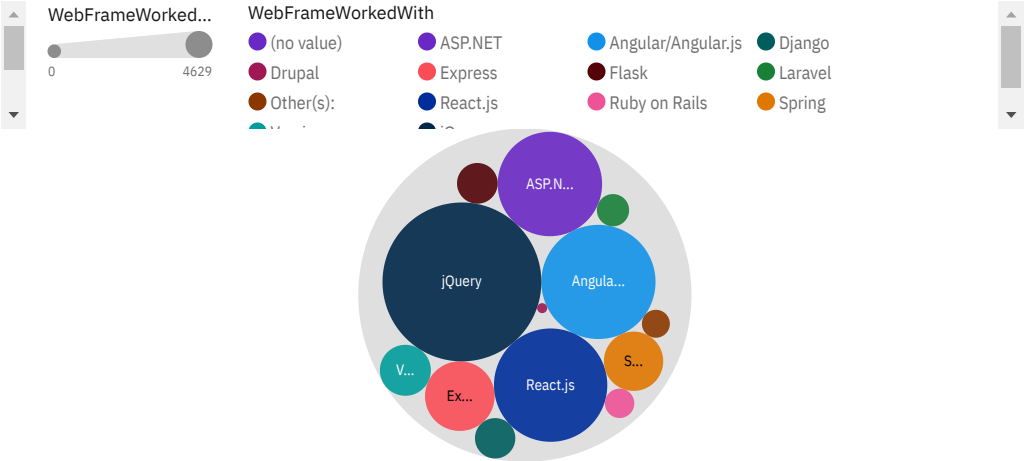 WebFrameWorked...
0 4629
WebFrameWorkedWith
(no value) ASP.NET Angular/Angular.js Django
Drupal Express Flask Laravel
Other(s): React.js Ruby on Rails Spring
ASP.N...
jQuery
Angula...
V...
Ex...
React.js
S...